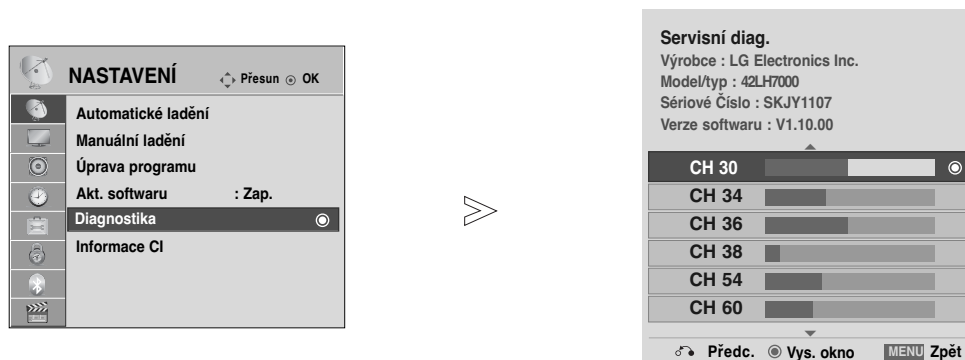 NASTAVENÍ
Přesun OK
Automatické ladění
Manuální ladění
Úprava programu
Akt. softwaru : Zap.
Diagnostika
Informace CI
Servisní diag.
Výrobce : LG Electronics Inc.
Model/typ : 42LH7000
Sériové Číslo : SKJY1107
Verze softwaru : V1.10.00
CH 30
CH 34
CH 36
CH 38
CH 54
CH 60
Předc. Vys. okno MENU Zpět